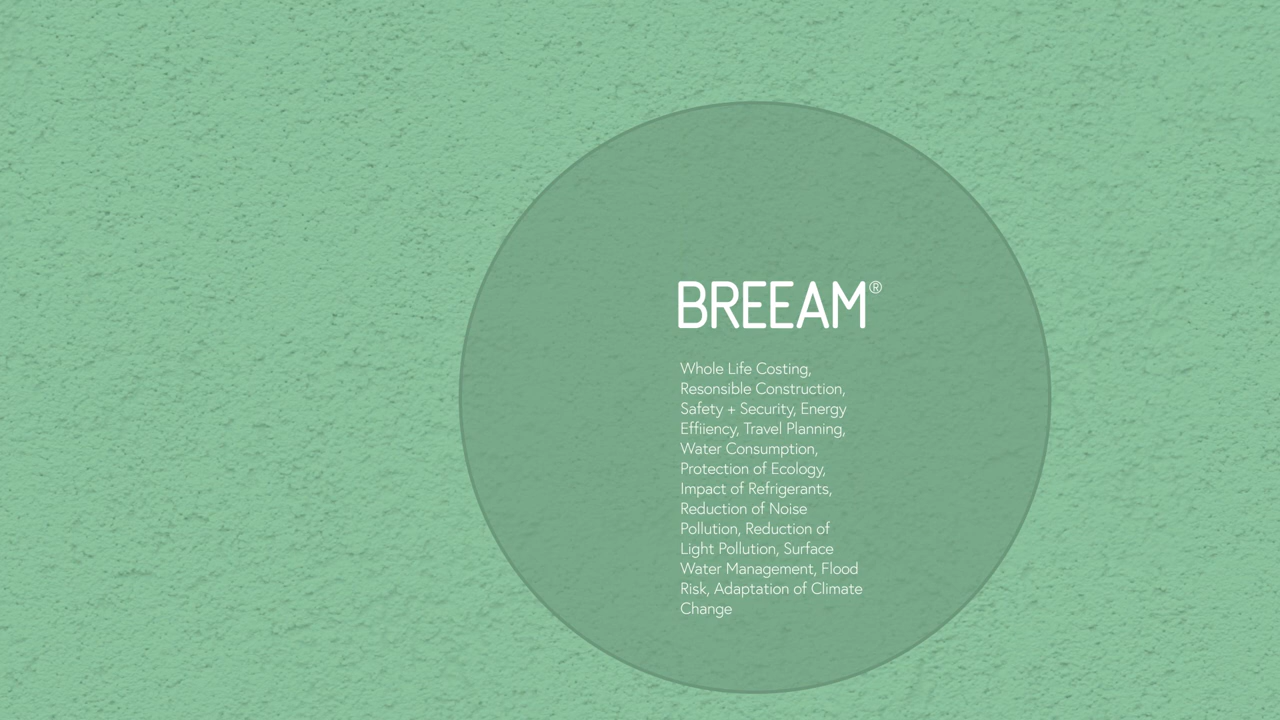 BREEAM®
Whole Life Costing,
Resonsible Construction,
Safety + Security, Energy
Effiiency, Travel Planning,
Water Consumption,
Protection of Ecology,
Impact of Refrigerants,
Reduction of Noise
Pollution, Reduction of
Light Pollution, Surface
Water Management, Flood
Risk, Adaptation of Climate
Change